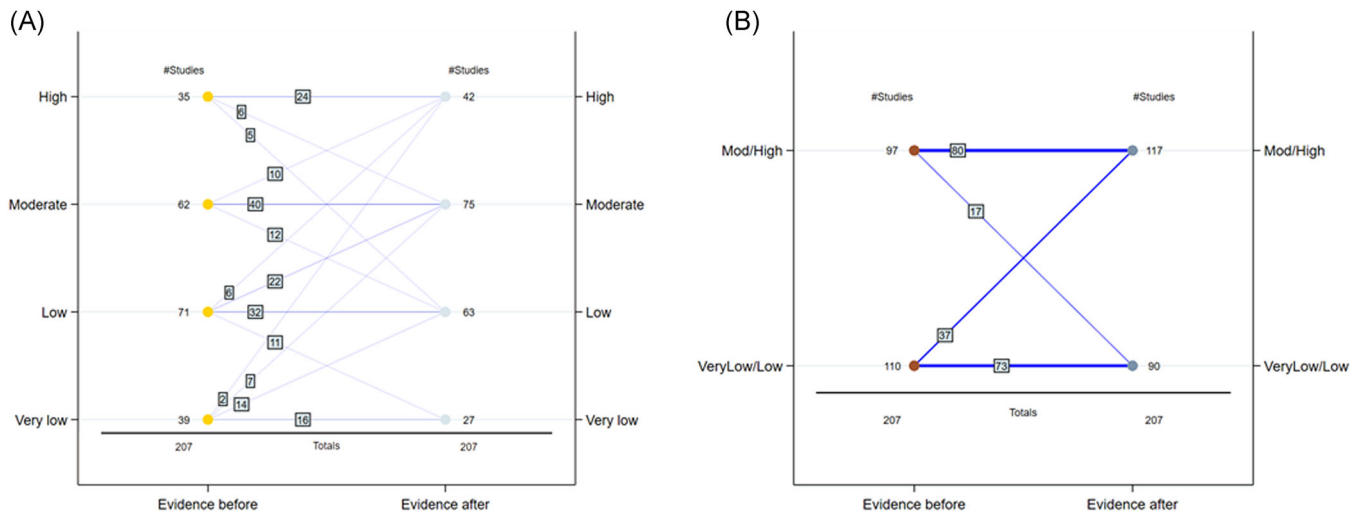 (A)
#Studies #Studies
High 35 24 42 High
6
5
10
Moderate 62 40 75 Moderate
12
22
6
Low 71 32 63 Low
11
7
2
14
Very low 39 16 27 Very low
207 Totals 207
Evidence before Evidence after
(B)
#Studies #Studies
Mod/High 97 80 117 Mod/High
17
37
VeryLow/Low 110 73 90 VeryLow/Low
Totals
207 207
Evidence before Evidence after